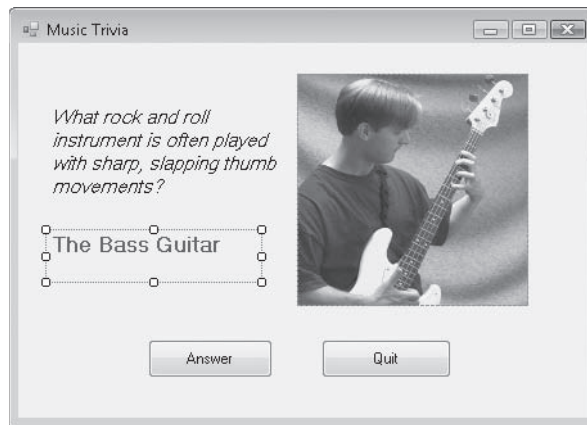 Music Trivia
What rock and roll
instrument is often played
with sharp, slapping thumb
movements?
The Bass Guitar
Answer
Quit